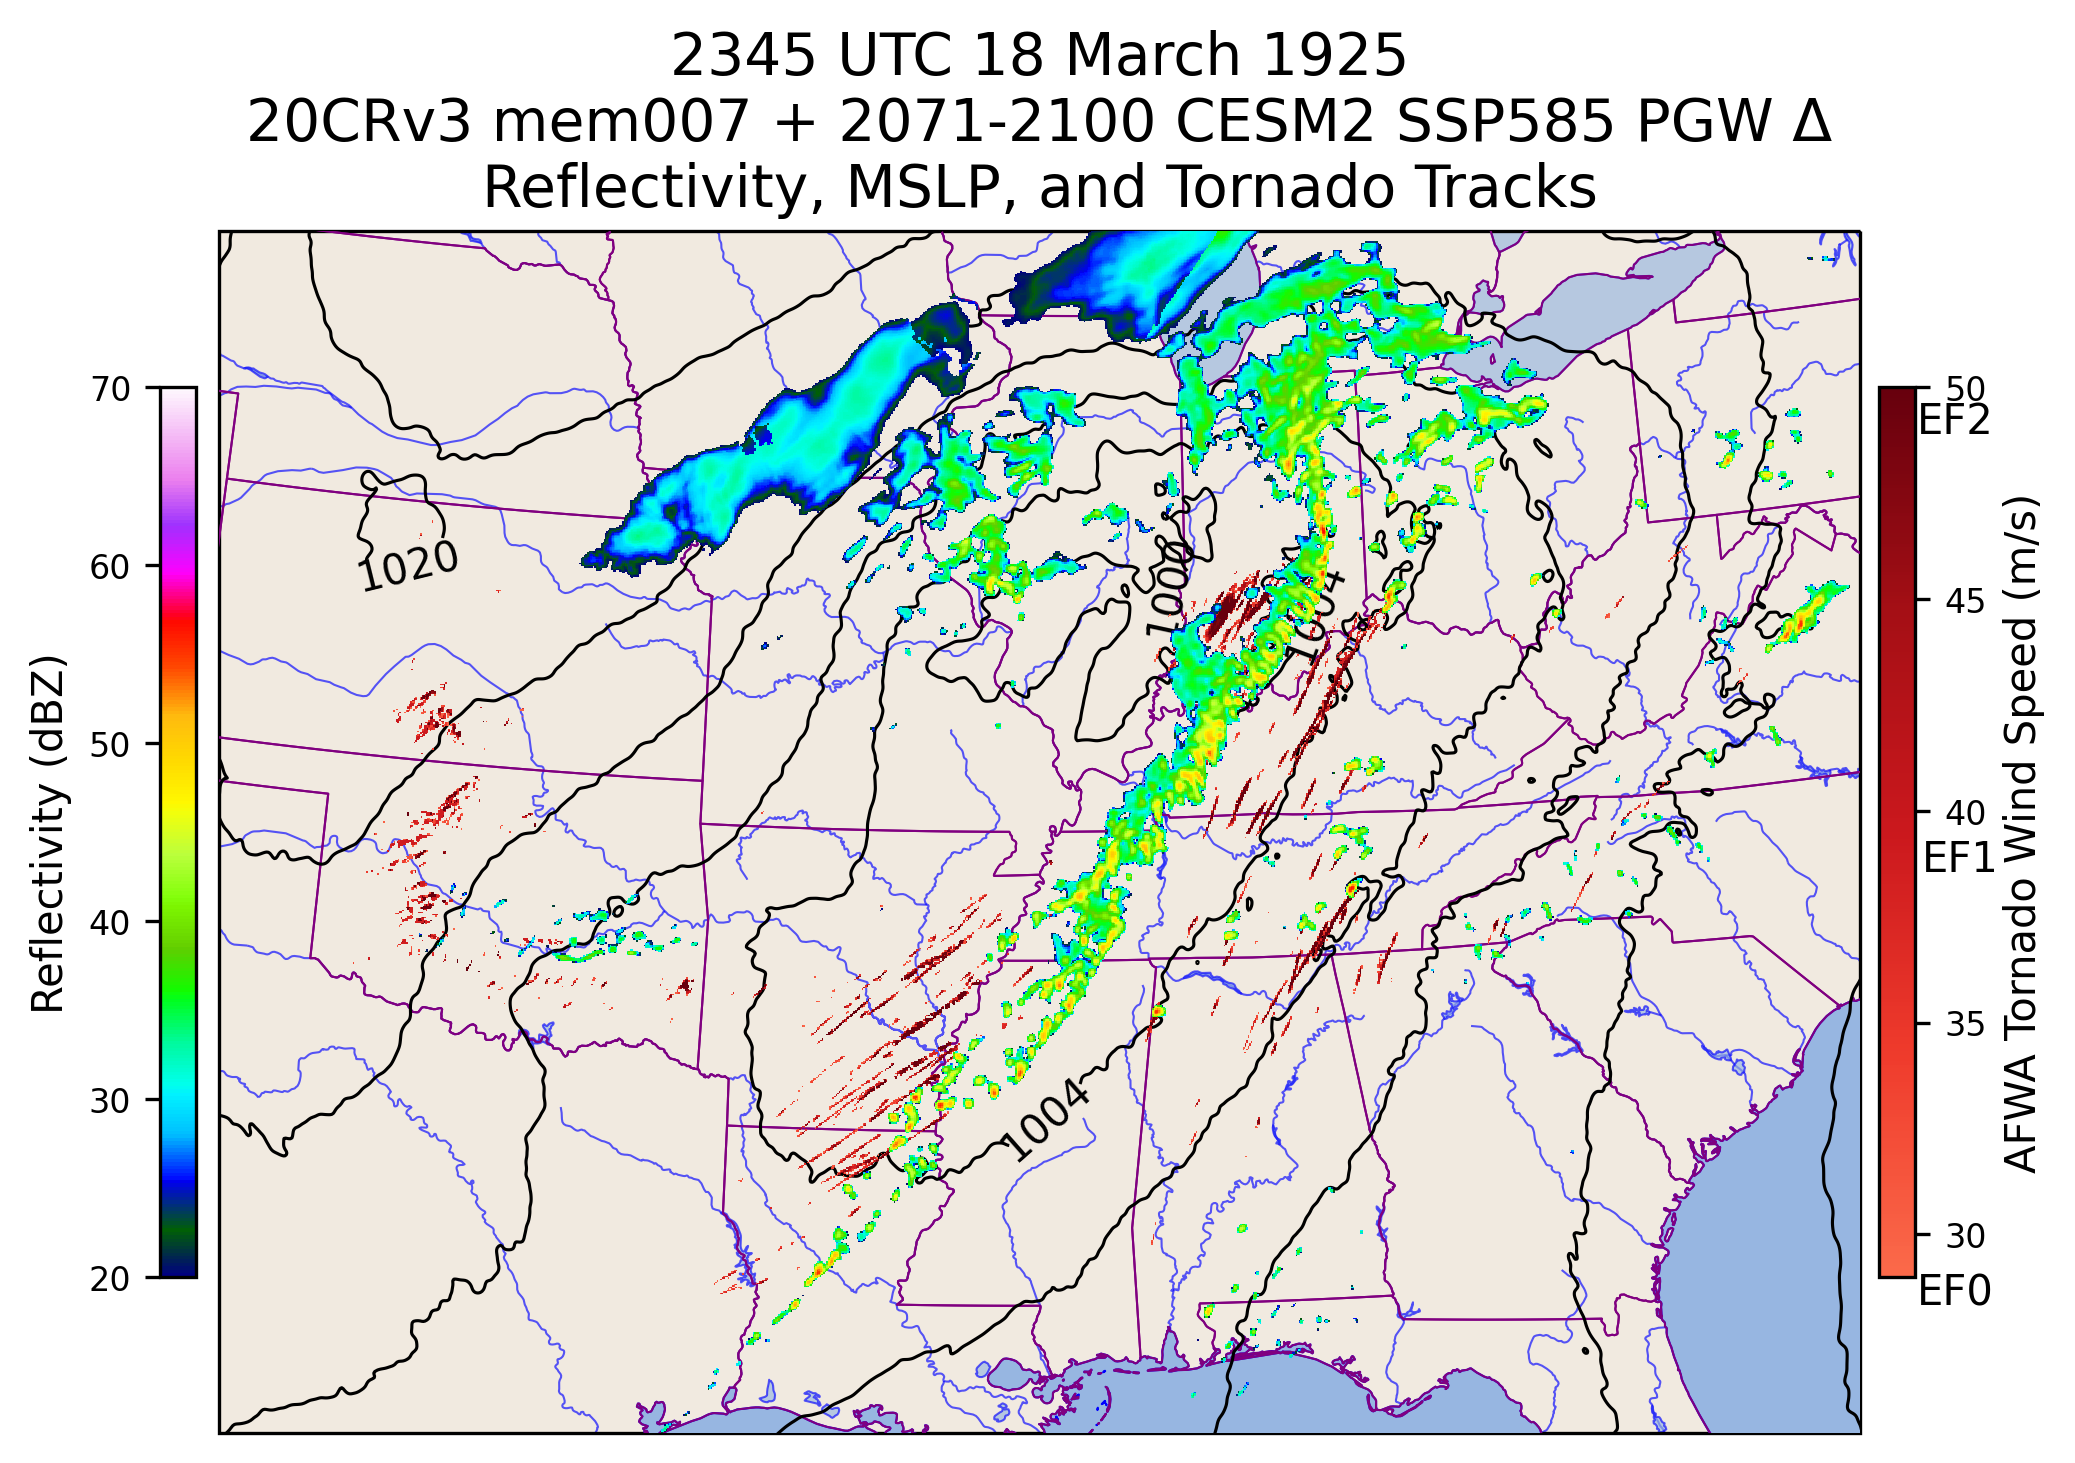 2345 UTC 18 March 1925
20CRv3 mem007 + 2071-2100 CESM2 SSP585 PGW Δ
Reflectivity, MSLP, and Tornado Tracks
70
60
50
40
30
20
Reflectivity (dBZ)
1020
1000
1004
1004
50
EF2
45
40
EF1
35
30
EF0
AFWA Tornado Wind Speed (m/s)